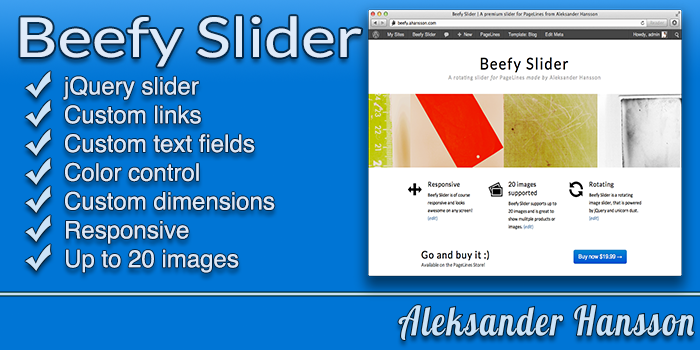 Beefy Slider
jQuery slider
Custom links
Custom text fields
Color control
Custom dimensions
Responsive
Up to 20 images
Beefy Slider | A premium slider for PageLines from Aleksander Hansson
beefy.ahansson.com
My Sites Beefy Slider + New PageLines Template: Blog Edit Meta Howdy, admin
Beefy Slider
A rotating slider for PageLines made by Aleksander Hansson
Responsive
Beefy Slider is of course
responsive and looks
awesome on any screen!
(edit)
20 images
supported
Beefy Slider supports up
to 20 images and is great to
show multiple products or
images. (edit)
Rotating
Beefy Slider is a rotating
image slider, that is powered
by jQuery and unicorn dust.
(edit)
Go and buy it :)
Available on the PageLines Store!
Buy now $19.99 →
Aleksander Hansson